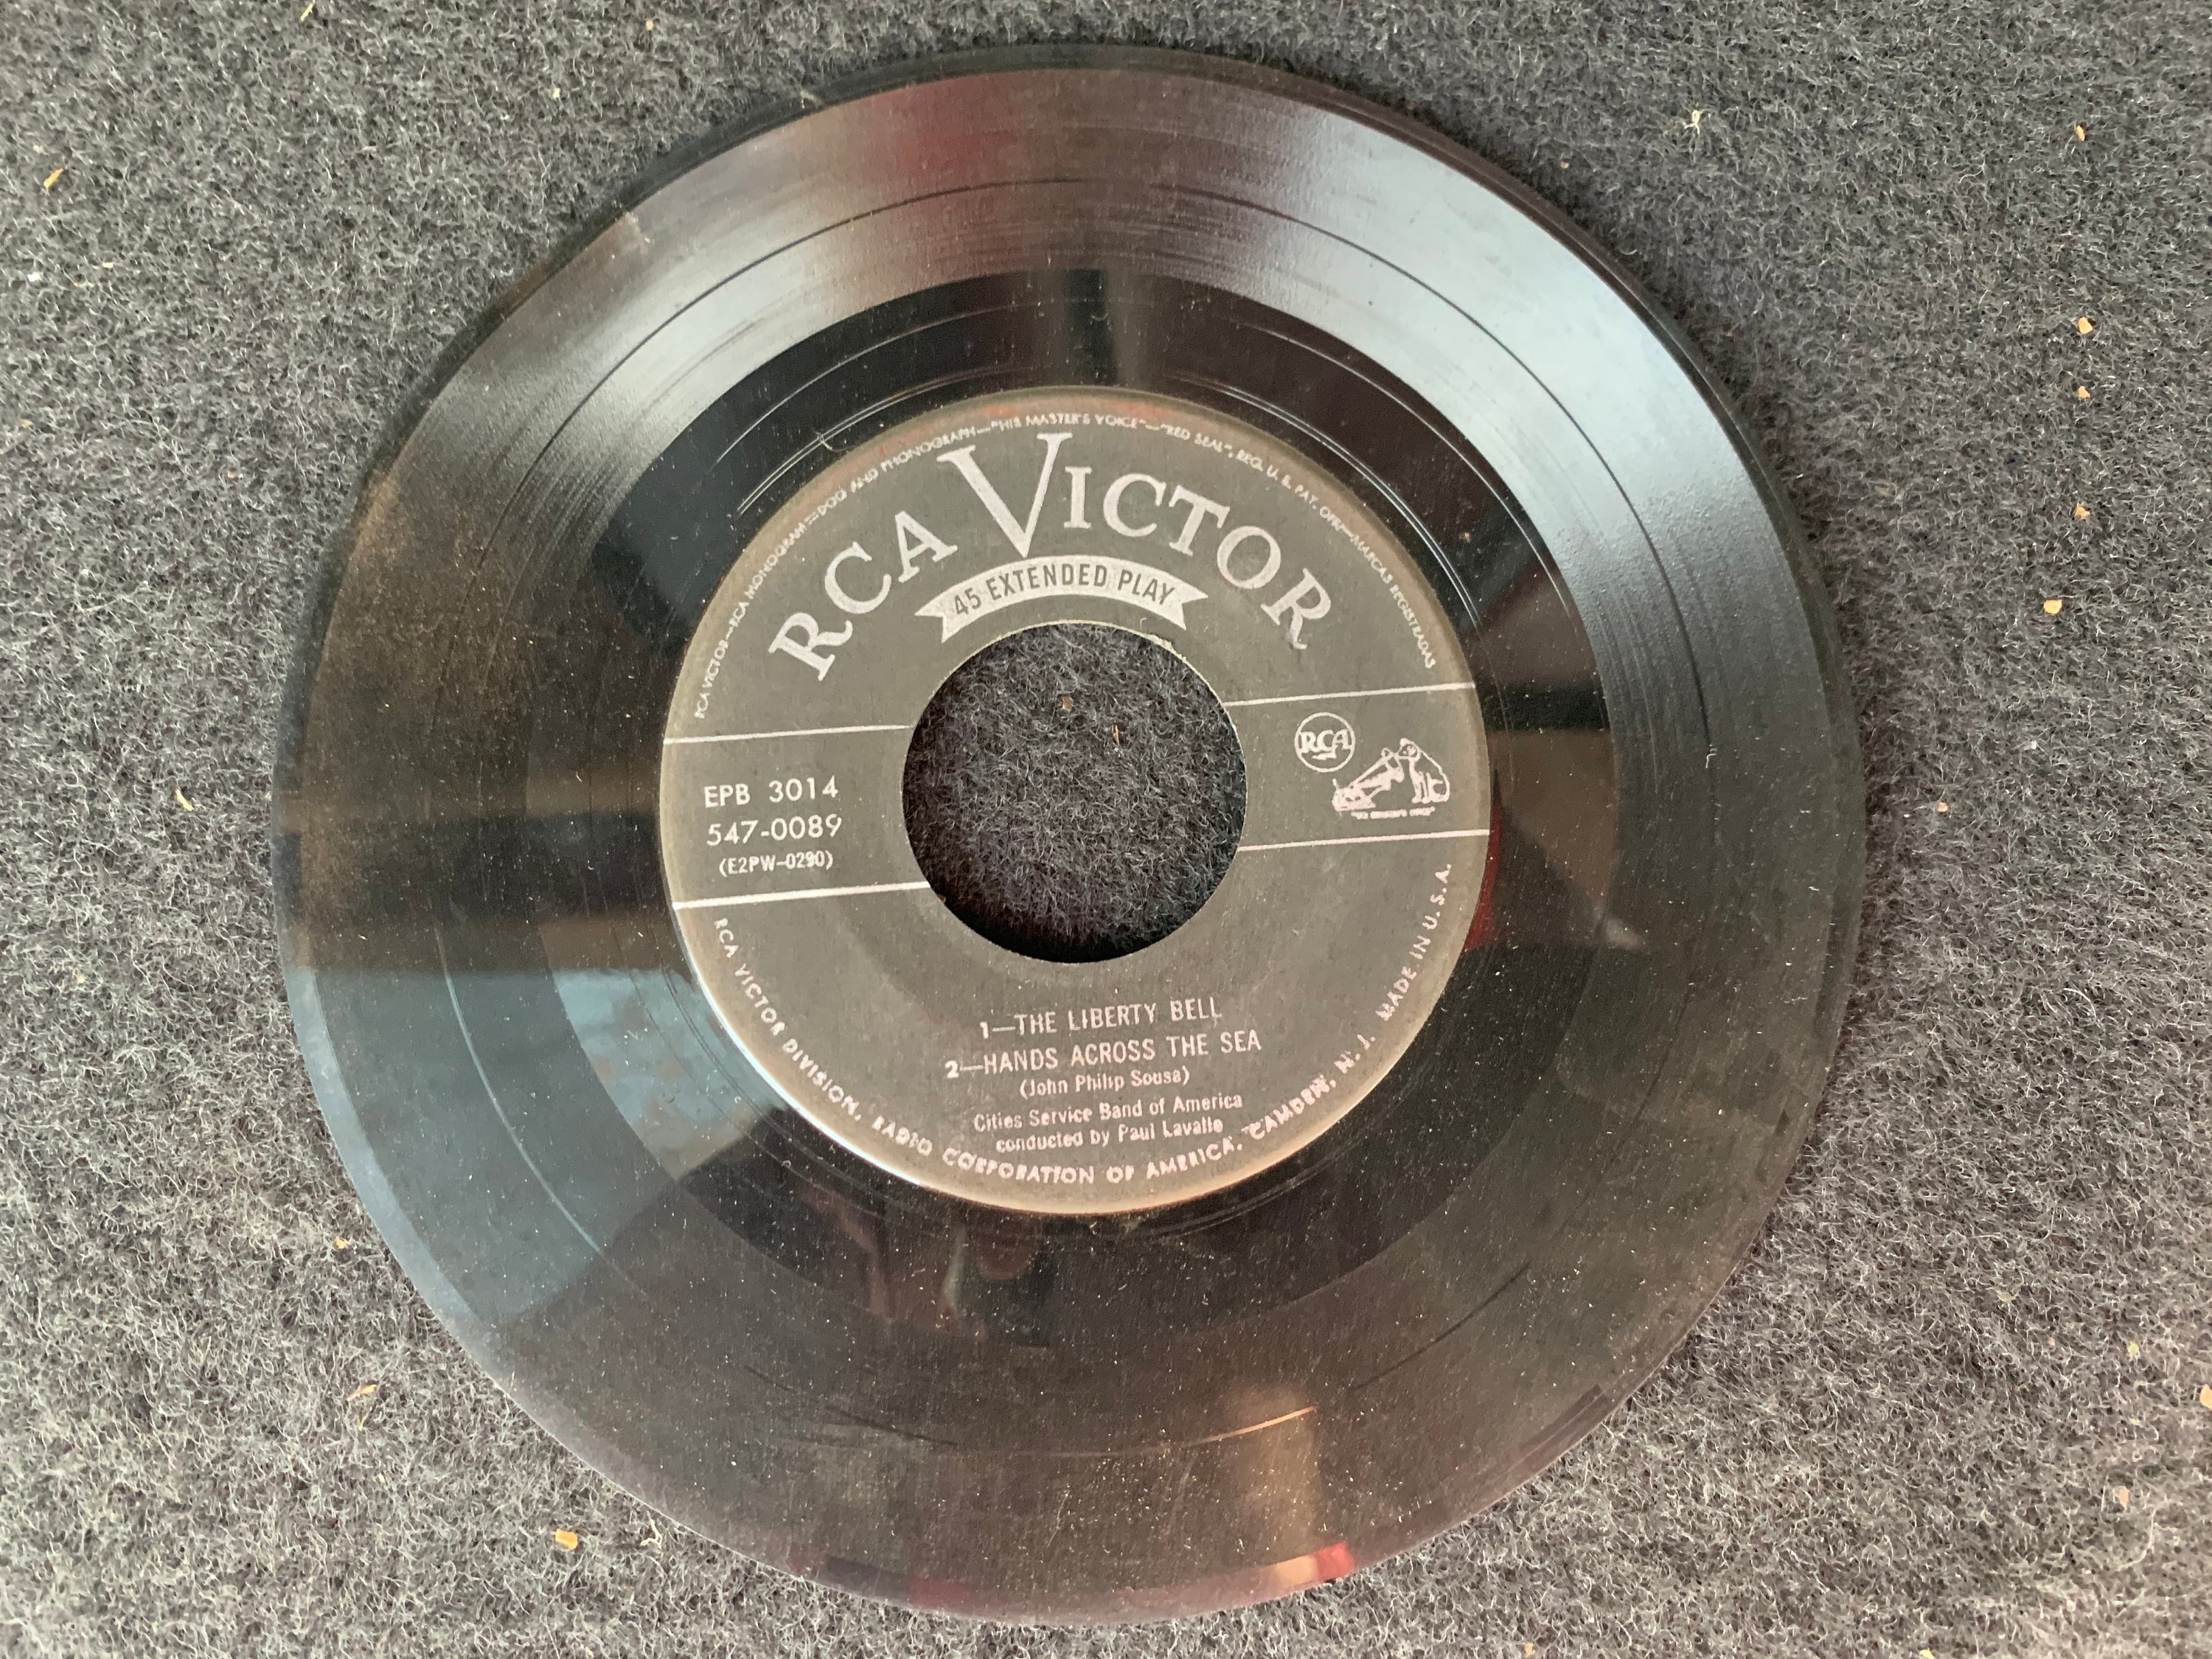 RCA VICTOR—RCA MONOGRAM—DOG AND PHONOGRAPH—"HIS MASTER'S VOICE"—"RED SEAL", REG. U. S. PAT. OFF.—MARCAS REGISTRADAS
RCA VICTOR
45 EXTENDED PLAY
EPB 3014
547-0089
(E2PW-0290)
RCA
"HIS MASTER'S VOICE"
1—THE LIBERTY BELL
2—HANDS ACROSS THE SEA
(John Philip Sousa)
Cities Service Band of America
conducted by Paul Lavalle
RCA VICTOR DIVISION, RADIO CORPORATION OF AMERICA, CAMDEN, N. J. MADE IN U. S. A.